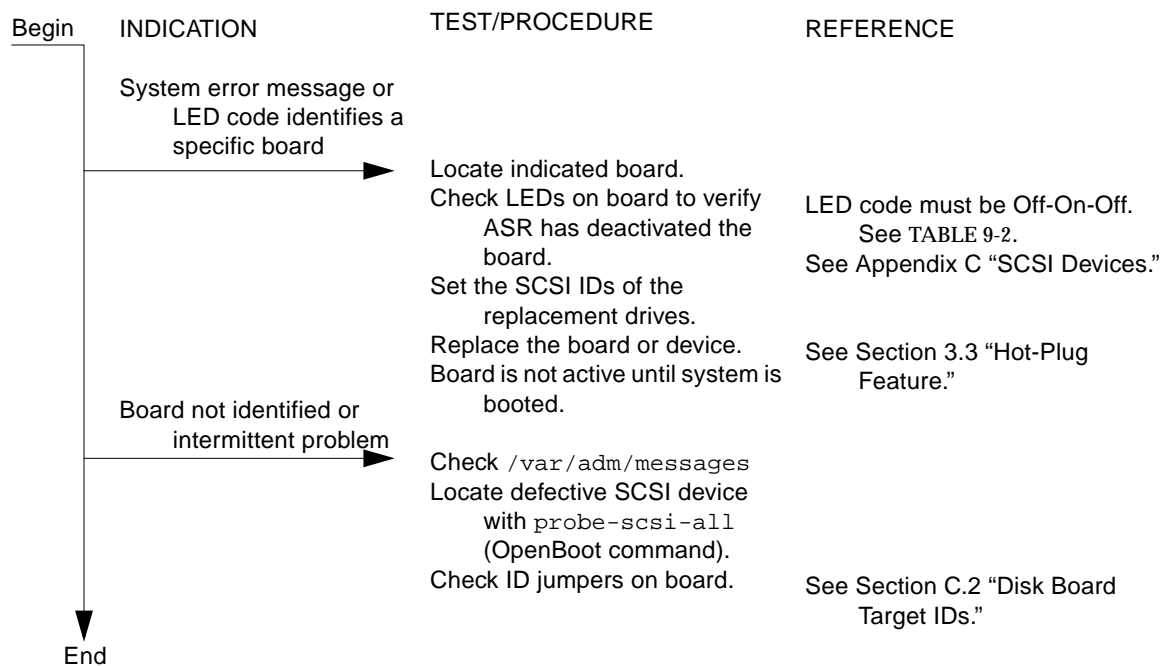 Begin
INDICATION
TEST/PROCEDURE
REFERENCE
System error message or
LED code identifies a
specific board
Locate indicated board.
Check LEDs on board to verify
ASR has deactivated the
board.
Set the SCSI IDs of the
replacement drives.
Replace the board or device.
Board is not active until system is
booted.
LED code must be Off-On-Off.
See TABLE 9-2.
See Appendix C “SCSI Devices.”
See Section 3.3 “Hot-Plug
Feature.”
Board not identified or
intermittent problem
Check /var/adm/messages
Locate defective SCSI device
with probe-scsi-all
(OpenBoot command).
Check ID jumpers on board.
See Section C.2 “Disk Board
Target IDs.”
End